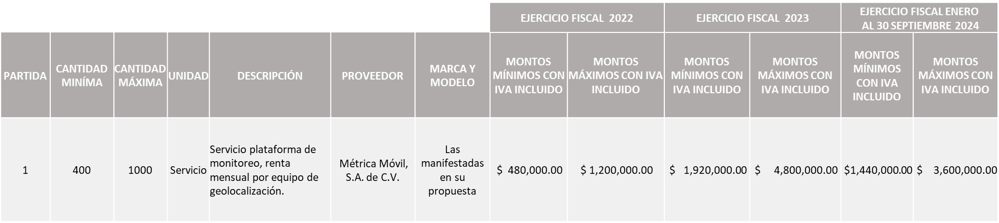 EJERCICIO FISCAL 2022
EJERCICIO FISCAL 2023
EJERCICIO FISCAL ENERO
AL 30 SEPTIEMBRE 2024
PARTIDA
CANTIDAD
MINÍMA
CANTIDAD
MÁXIMA
UNIDAD
DESCRIPCIÓN
PROVEEDOR
MARCA Y
MODELO
MONTOS
MÍNIMOS CON
IVA INCLUIDO
MONTOS
MÁXIMOS CON IVA
INCLUIDO
MONTOS
MÍNIMOS CON
IVA INCLUIDO
MONTOS
MÁXIMOS CON
IVA INCLUIDO
MONTOS
MÍNIMOS
CON IVA
INCLUIDO
MONTOS
MÁXIMOS CON
IVA INCLUIDO
1
400
1000
Servicio
Servicio plataforma de
monitoreo, renta
mensual por equipo de
geolocalización.
Métrica Móvil,
S.A. de C.V.
Las
manifestadas
en su
propuesta
$ 480,000.00
$ 1,200,000.00
$ 1,920,000.00
$ 4,800,000.00
$1,440,000.00
$ 3,600,000.00